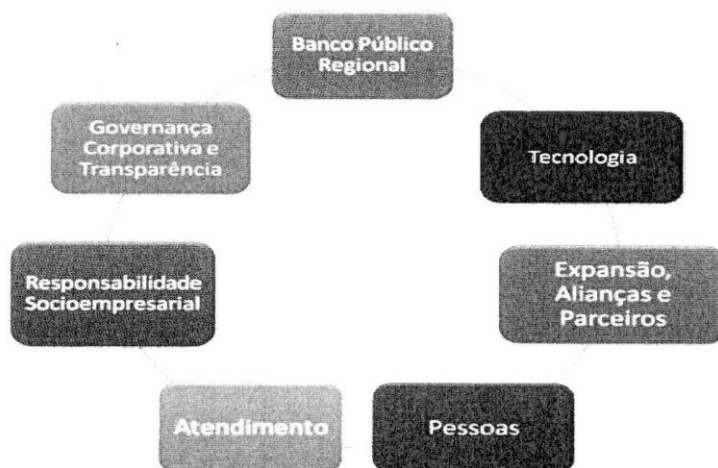 Banco Público
Regional
Tecnologia
Expansão,
Alianças e
Parceiros
Pessoas
Atendimento
Responsabilidade
Socioempresarial
Governança
Corporativa e
Transparência